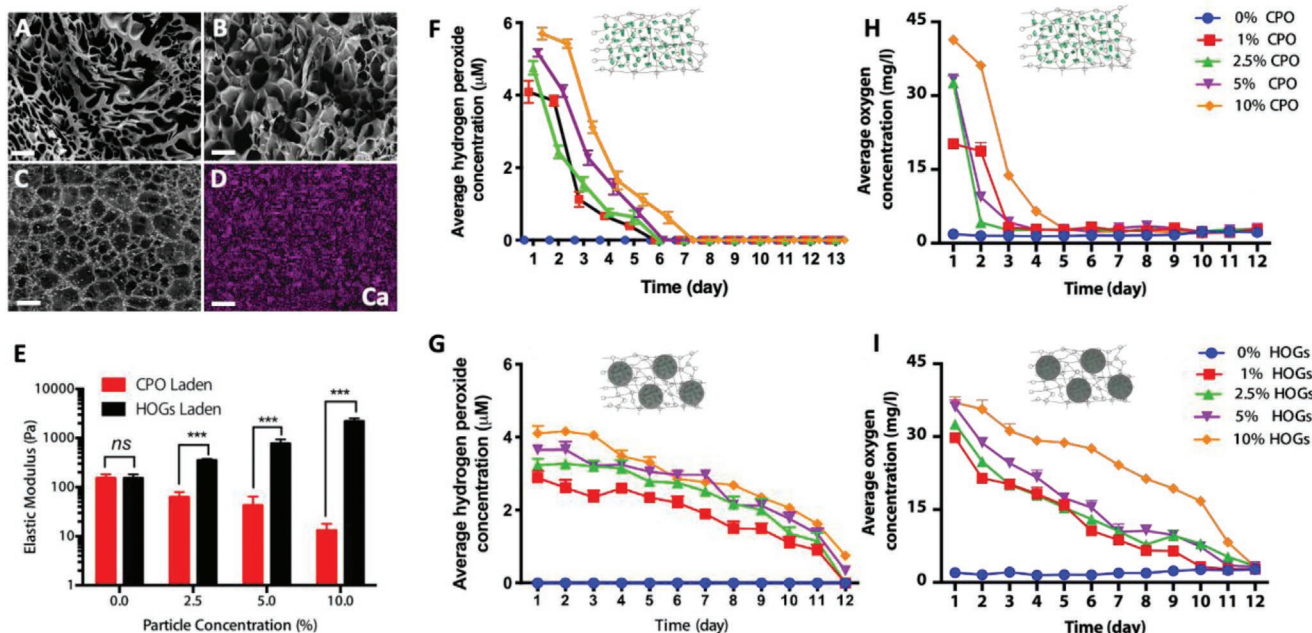 A
B
C
D
Ca
E
Elastic Modulus (Pa)
10000
1000
100
10
1
CPO Laden
HOGs Laden
ns
***
***
***
0.0 2.5 5.0 10.0
Particle Concentration (%)
F
Average hydrogen peroxide
concentration (μM)
6
4
2
0
1 2 3 4 5 6 7 8 9 10 11 12 13
Time (day)
G
Average hydrogen peroxide
concentration (μM)
6
4
2
0
1 2 3 4 5 6 7 8 9 10 11 12
Time (day)
H
Average oxygen
concentration (mg/l)
45
30
15
0
1 2 3 4 5 6 7 8 9 10 11 12
Time (day)
0% CPO
1% CPO
2.5% CPO
5% CPO
10% CPO
I
Average oxygen
concentration (mg/l)
45
30
15
0
1 2 3 4 5 6 7 8 9 10 11 12
Time (day)
0% HOGs
1% HOGs
2.5% HOGs
5% HOGs
10% HOGs